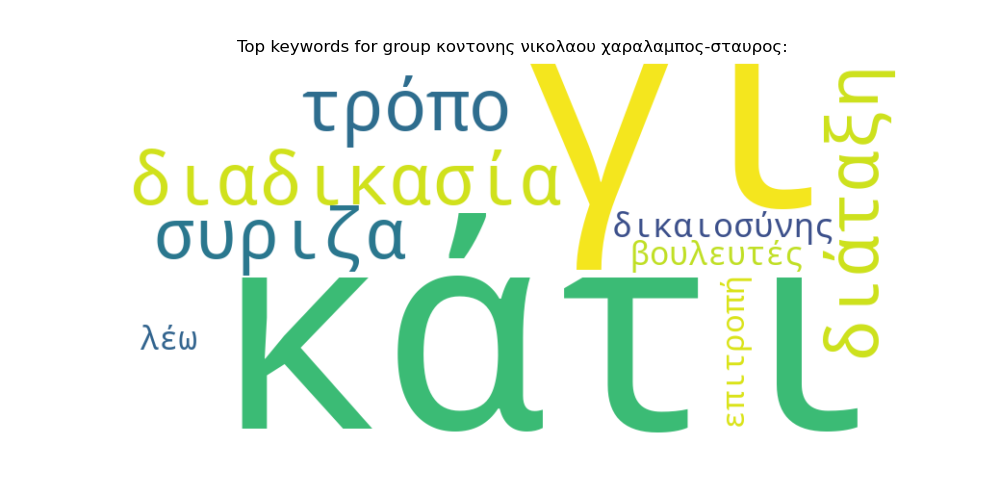 Top keywords for group κοντονης νικολαου χαραλαμπος-σταυρος:
γι
τρόπο
διάταξη
διαδικασία
συριζα
δικαιοσύνης
βουλευτές
κάτι
επιτροπή
λέω